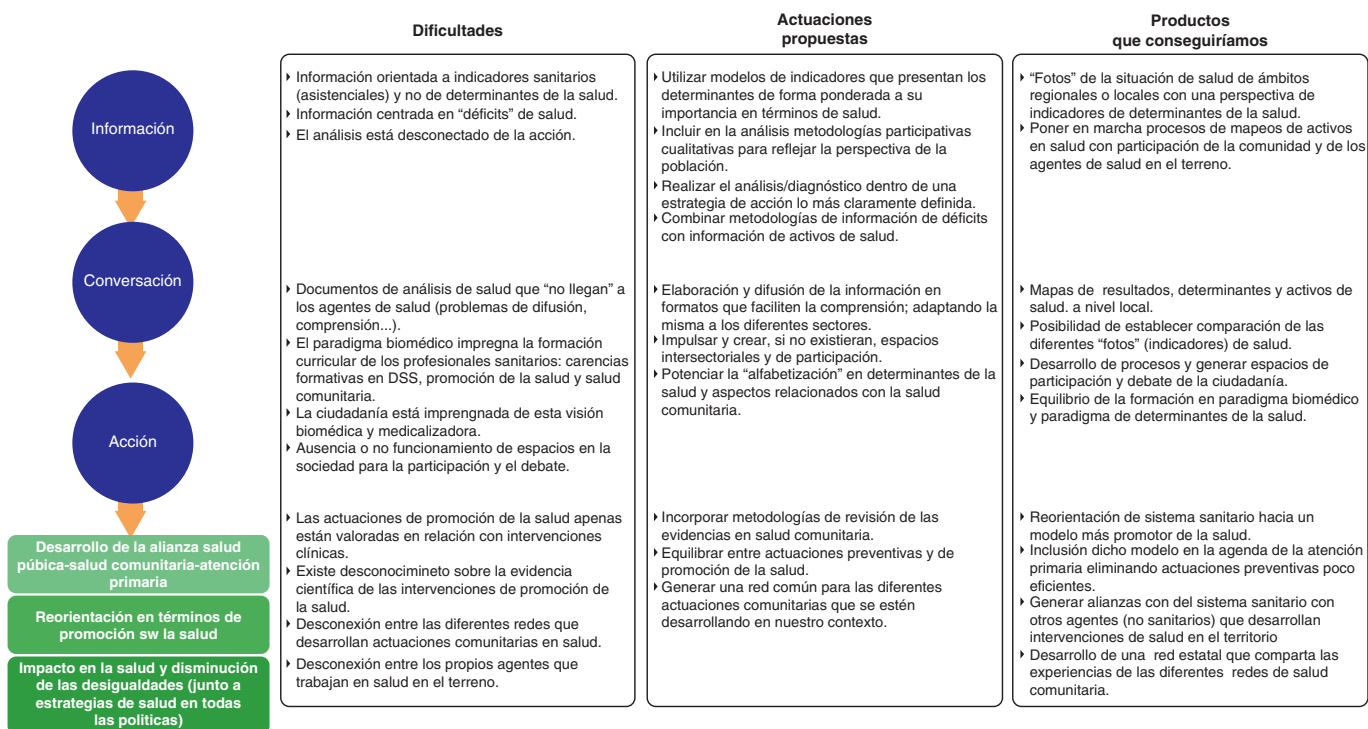 Dificultades
Actuaciones
propuestas
Productos
que conseguiríamos
Información
Conversación
Acción
Desarrollo de la alianza salud
púbica-salud comunitaria-atención
primaria
Reorientación en términos de
promoción sw la salud
Impacto en la salud y disminución
de las desigualdades (junto a
estrategias de salud en todas
las politicas)
Información orientada a indicadores sanitarios
(asistenciales) y no de determinantes de la salud.
Información centrada en “déficits” de salud.
El análisis está desconectado de la acción.
Documentos de análisis de salud que “no llegan” a
los agentes de salud (problemas de difusión,
comprensión...).
El paradigma biomédico impregna la formación
curricular de los profesionales sanitarios: carencias
formativas en DSS, promoción de la salud y salud
comunitaria.
La ciudadanía está imprengnada de esta visión
biomédica y medicalizadora.
Ausencia o no funcionamiento de espacios en la
sociedad para la participación y el debate.
Las actuaciones de promoción de la salud apenas
están valoradas en relación con intervenciones
clínicas.
Existe desconocimineto sobre la evidencia
científica de las intervenciones de promoción de
la salud.
Desconexión entre las diferentes redes que
desarrollan actuaciones comunitarias en salud.
Desconexión entre los propios agentes que
trabajan en salud en el terreno.
Utilizar modelos de indicadores que presentan los
determinantes de forma ponderada a su
importancia en términos de salud.
Incluir en la análisis metodologías participativas
cualitativas para reflejar la perspectiva de la
población.
Realizar el análisis/diagnóstico dentro de una
estrategia de acción lo más claramente definida.
Combinar metodologías de información de déficits
con información de activos de salud.
Elaboración y difusión de la información en
formatos que faciliten la comprensión; adaptando la
misma a los diferentes sectores.
Impulsar y crear, si no existieran, espacios
intersectoriales y de participación.
Potenciar la “alfabetización” en determinantes de la
salud y aspectos relacionados con la salud
comunitaria.
Incorporar metodologías de revisión de las
evidencias en salud comunitaria.
Equilibrar entre actuaciones preventivas y de
promoción de la salud.
Generar una red común para las diferentes
actuaciones comunitarias que se estén
desarrollando en nuestro contexto.
“Fotos” de la situación de salud de ámbitos
regionales o locales con una perspectiva de
indicadores de determinantes de la salud.
Poner en marcha procesos de mapeos de activos
en salud con participación de la comunidad y de los
agentes de salud en el terreno.
Mapas de resultados, determinantes y activos de
salud. a nivel local.
Posibilidad de establecer comparación de las
diferentes “fotos” (indicadores) de salud.
Desarrollo de procesos y generar espacios de
participación y debate de la ciudadanía.
Equilibrio de la formación en paradigma biomédico
y paradigma de determinantes de la salud.
Reorientación de sistema sanitario hacia un
modelo más promotor de la salud.
Inclusión dicho modelo en la agenda de la atención
primaria eliminando actuaciones preventivas poco
eficientes.
Generar alianzas con del sistema sanitario con
otros agentes (no sanitarios) que desarrollan
intervenciones de salud en el territorio
Desarrollo de una red estatal que comparta las
experiencias de las diferentes redes de salud
comunitaria.